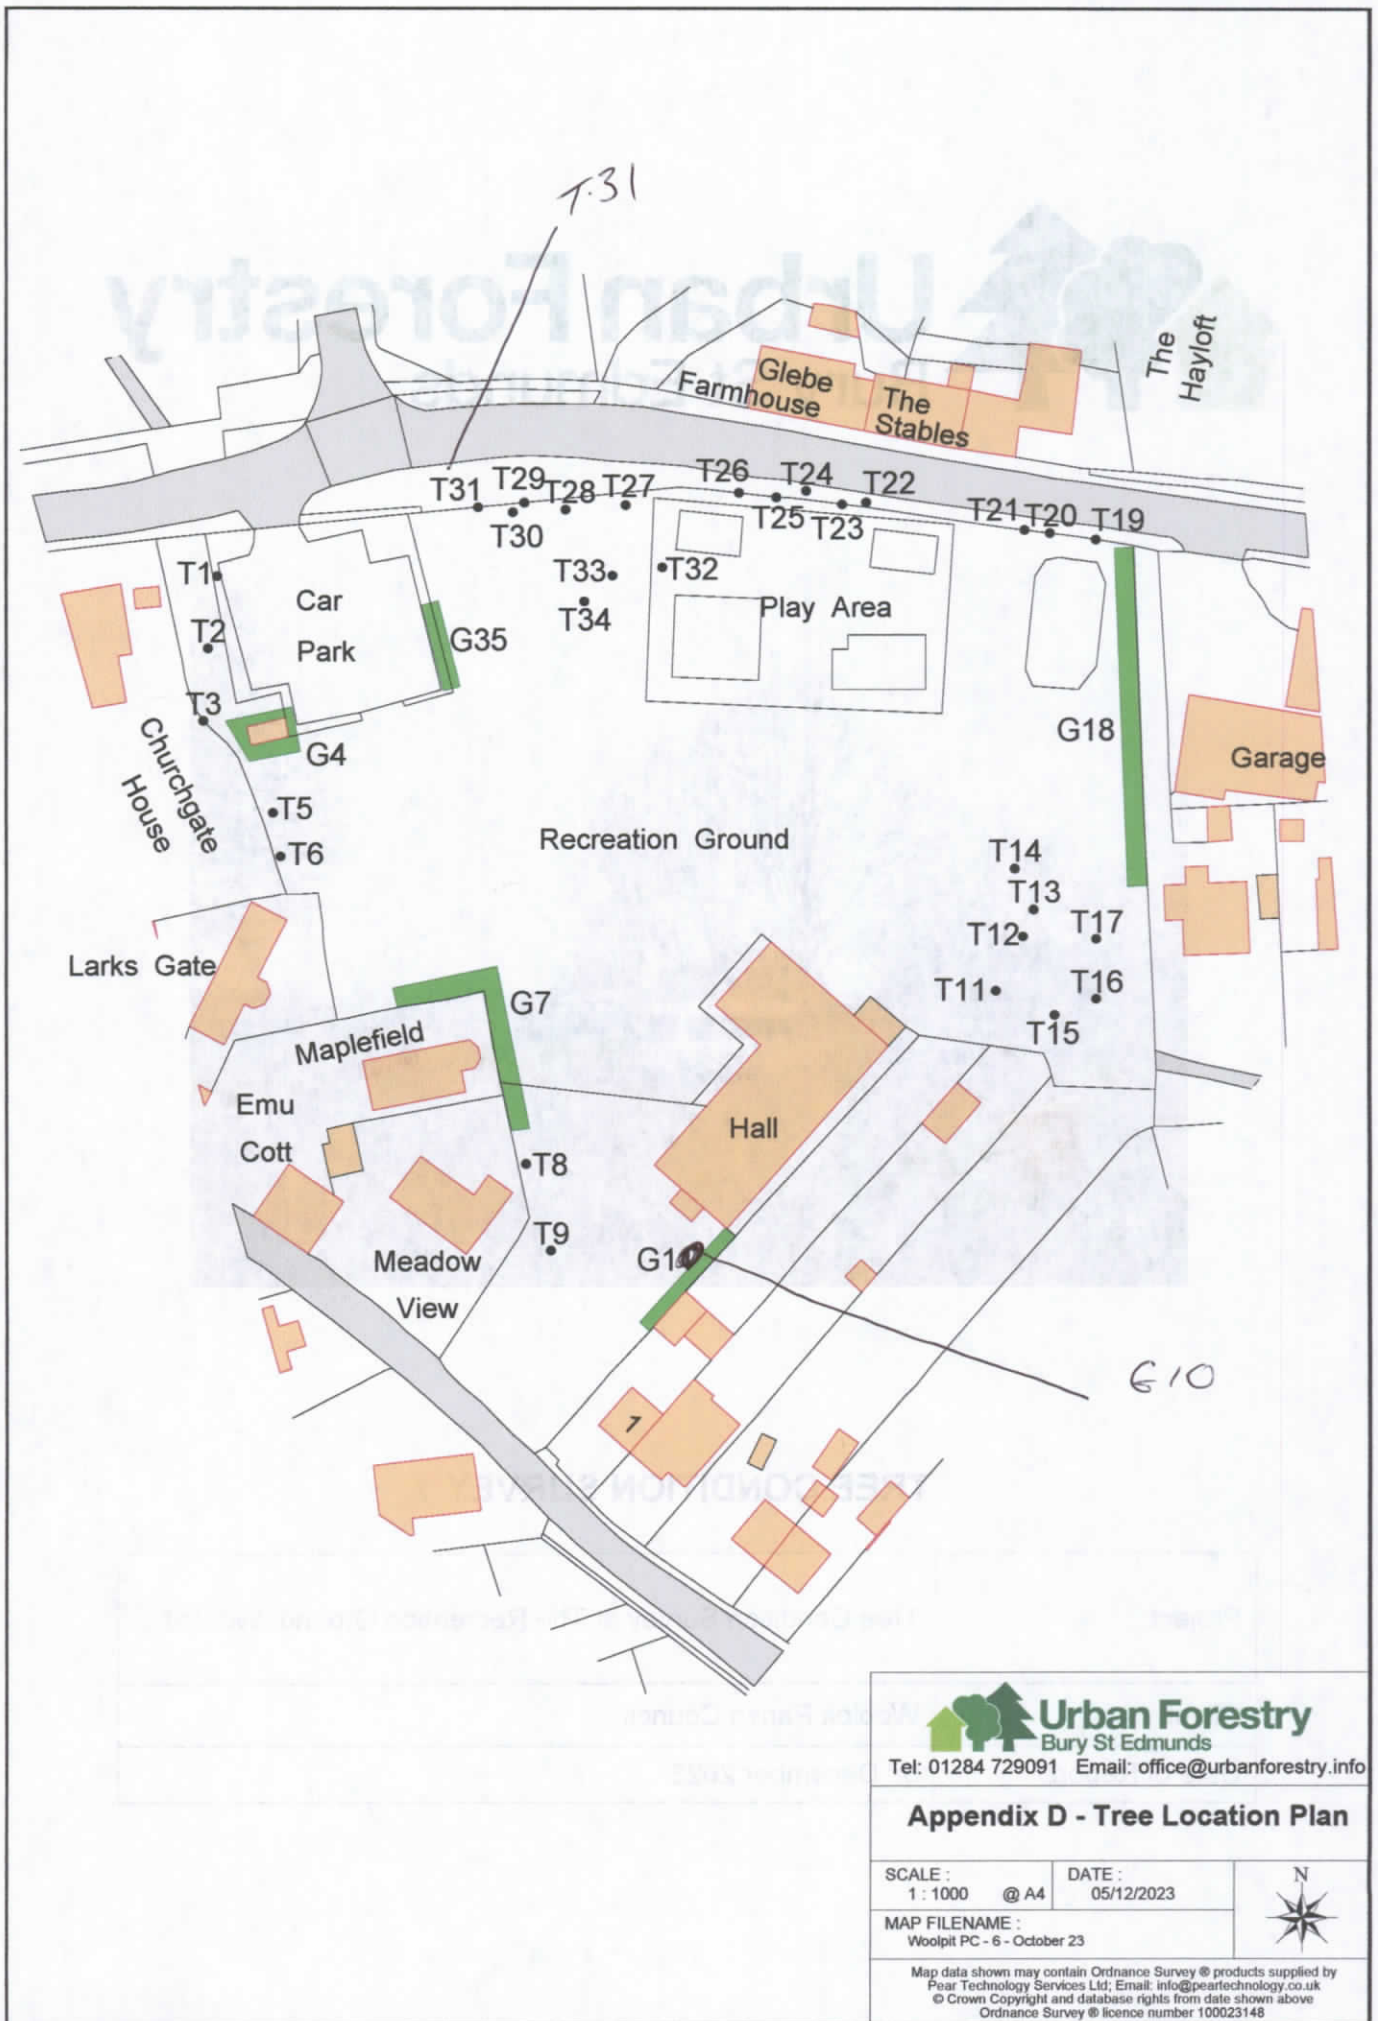 T.31
The
Hayloft
Glebe
Farmhouse
The
Stables
T31
T29
T30
T28
T27
T26
T25
T24
T23
T22
T21
T20
T19
T1
T2
T3
Car
Park
G35
T33
T34
T32
Play Area
G4
G18
Garage
Churchgate
House
T5
T6
Recreation Ground
T14
T13
T12
T17
T11
T16
T15
Larks Gate
G7
Maplefield
Emu
Cott
Hall
T8
T9
G1
Meadow
View
G10
1
Urban Forestry
Bury St Edmunds
Tel: 01284 729091 Email: office@urbanforestry.info
Appendix D - Tree Location Plan
SCALE :
1 : 1000 @ A4
DATE :
05/12/2023
N
MAP FILENAME :
Woolpit PC - 6 - October 23
Map data shown may contain Ordnance Survey ® products supplied by
Pear Technology Services Ltd; Email: info@peartechnology.co.uk
© Crown Copyright and database rights from date shown above
Ordnance Survey ® licence number 100023148